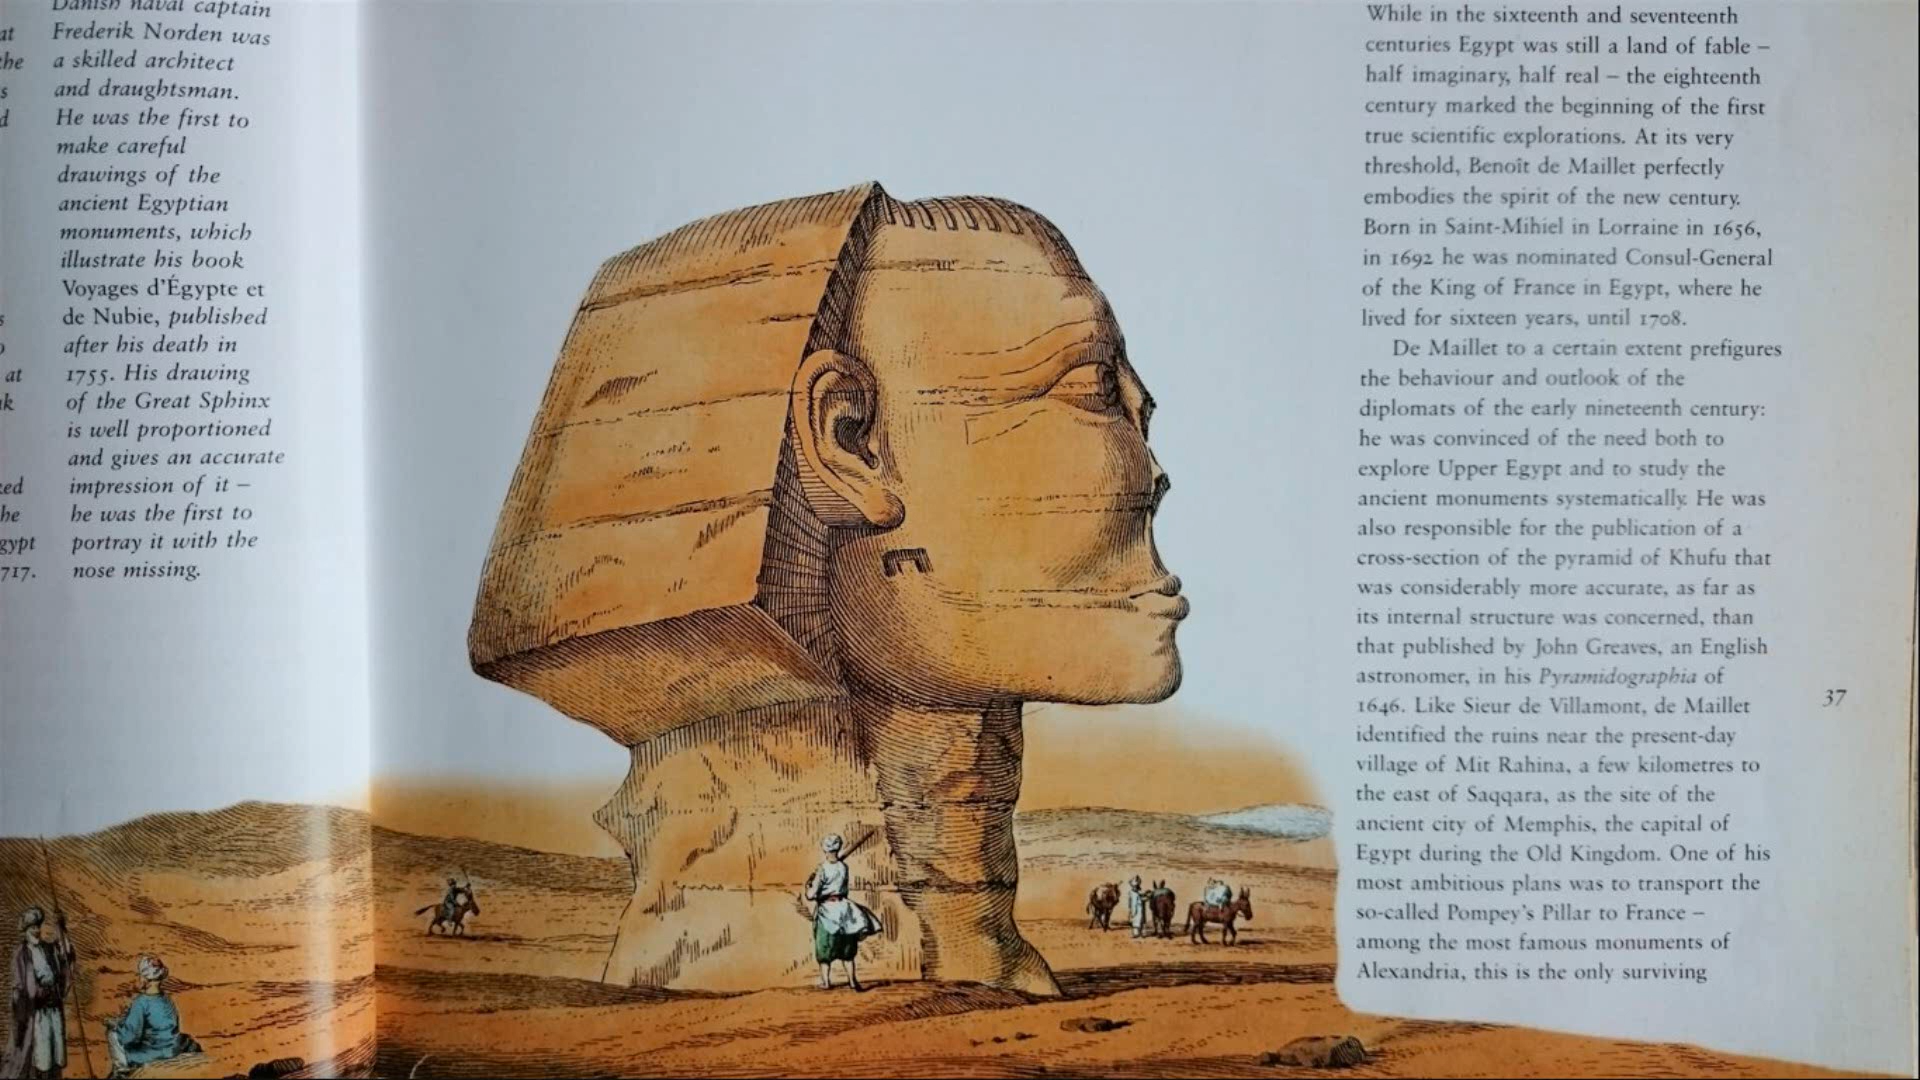 at
the
s
d
s
o
at
k
ed
he
gypt
717.
Danish naval captain
Frederik Norden was
a skilled architect
and draughtsman.
He was the first to
make careful
drawings of the
ancient Egyptian
monuments, which
illustrate his book
Voyages d'Égypte et
de Nubie, published
after his death in
1755. His drawing
of the Great Sphinx
is well proportioned
and gives an accurate
impression of it –
he was the first to
portray it with the
nose missing.
While in the sixteenth and seventeenth
centuries Egypt was still a land of fable –
half imaginary, half real – the eighteenth
century marked the beginning of the first
true scientific explorations. At its very
threshold, Benoît de Maillet perfectly
embodies the spirit of the new century.
Born in Saint-Mihiel in Lorraine in 1656,
in 1692 he was nominated Consul-General
of the King of France in Egypt, where he
lived for sixteen years, until 1708.
De Maillet to a certain extent prefigures
the behaviour and outlook of the
diplomats of the early nineteenth century:
he was convinced of the need both to
explore Upper Egypt and to study the
ancient monuments systematically. He was
also responsible for the publication of a
cross-section of the pyramid of Khufu that
was considerably more accurate, as far as
its internal structure was concerned, than
that published by John Greaves, an English
astronomer, in his Pyramidographia of
1646. Like Sieur de Villamont, de Maillet
identified the ruins near the present-day
village of Mit Rahina, a few kilometres to
the east of Saqqara, as the site of the
ancient city of Memphis, the capital of
Egypt during the Old Kingdom. One of his
most ambitious plans was to transport the
so-called Pompey's Pillar to France –
among the most famous monuments of
Alexandria, this is the only surviving
37